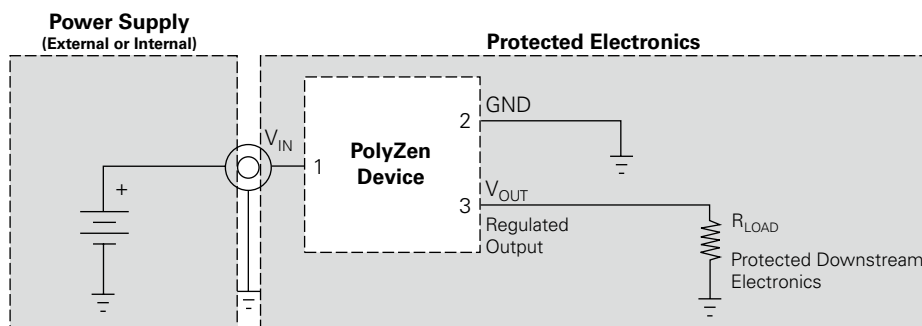 Power Supply
(External or Internal)
Protected Electronics
+
V_IN
1
PolyZen
Device
2
GND
3
V_OUT
Regulated
Output
R_LOAD
Protected Downstream
Electronics